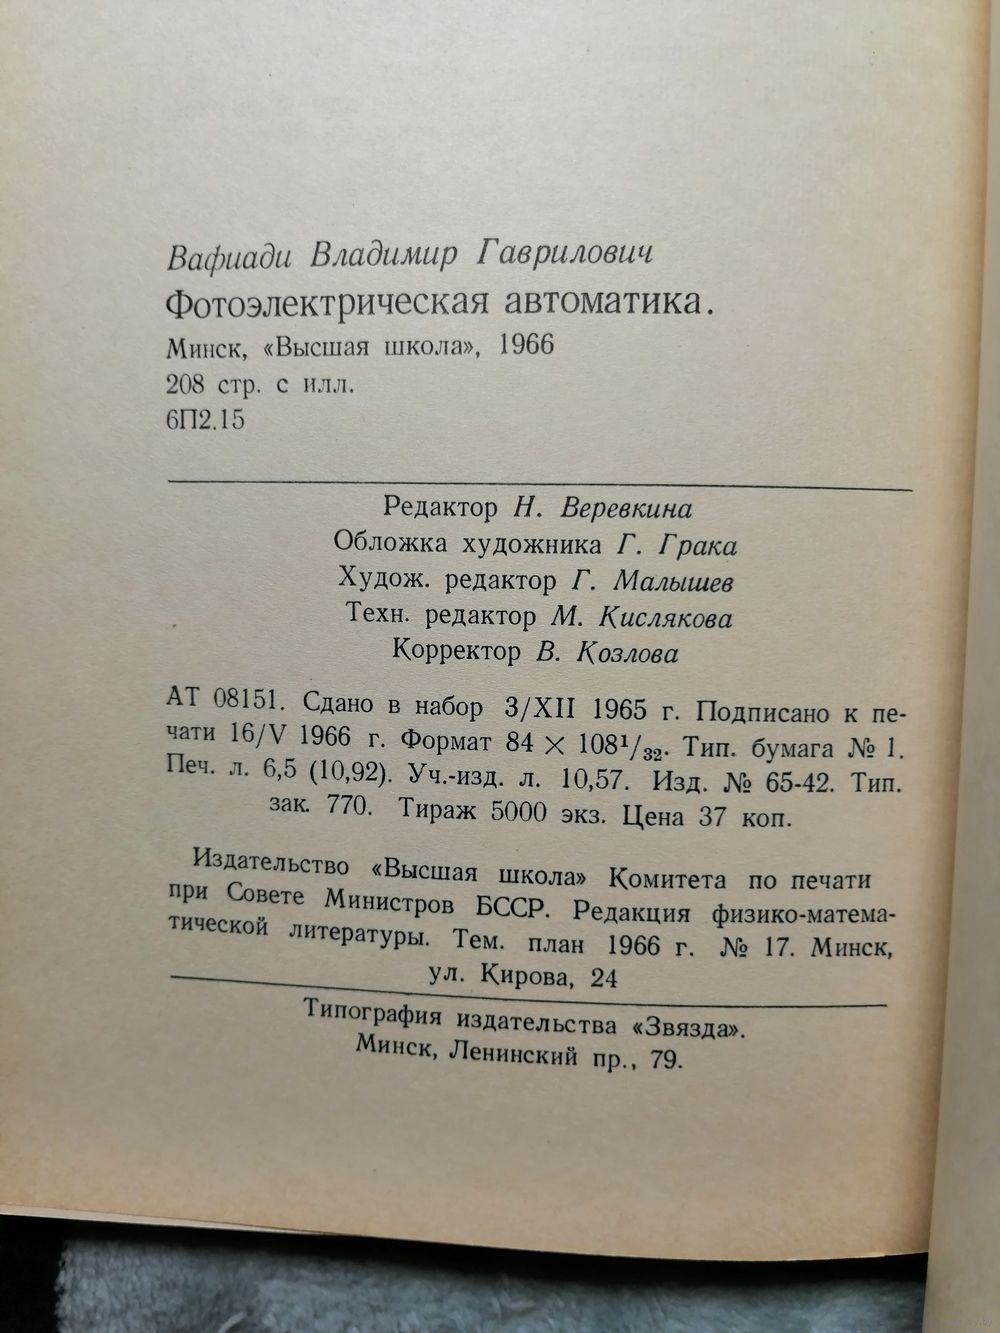 Вафиади Владимир Гаврилович
Фотоэлектрическая автоматика.
Минск, «Высшая школа», 1966
208 стр. с илл.
6П2.15
Редактор Н. Веревкина
Обложка художника Г. Грака
Худож. редактор Г. Малышев
Техн. редактор М. Кислякова
Корректор В. Козлова
АТ 08151. Сдано в набор 3/XII 1965 г. Подписано к пе-
чати 16/V 1966 г. Формат 84 × 108¹/₃₂. Тип. бумага № 1.
Печ. л. 6,5 (10,92). Уч.-изд. л. 10,57. Изд. № 65-42. Тип.
зак. 770. Тираж 5000 экз. Цена 37 коп.
Издательство «Высшая школа» Комитета по печати
при Совете Министров БССР. Редакция физико-матема-
тической литературы. Тем. план 1966 г. № 17. Минск,
ул. Кирова, 24
Типография издательства «Звязда».
Минск, Ленинский пр., 79.